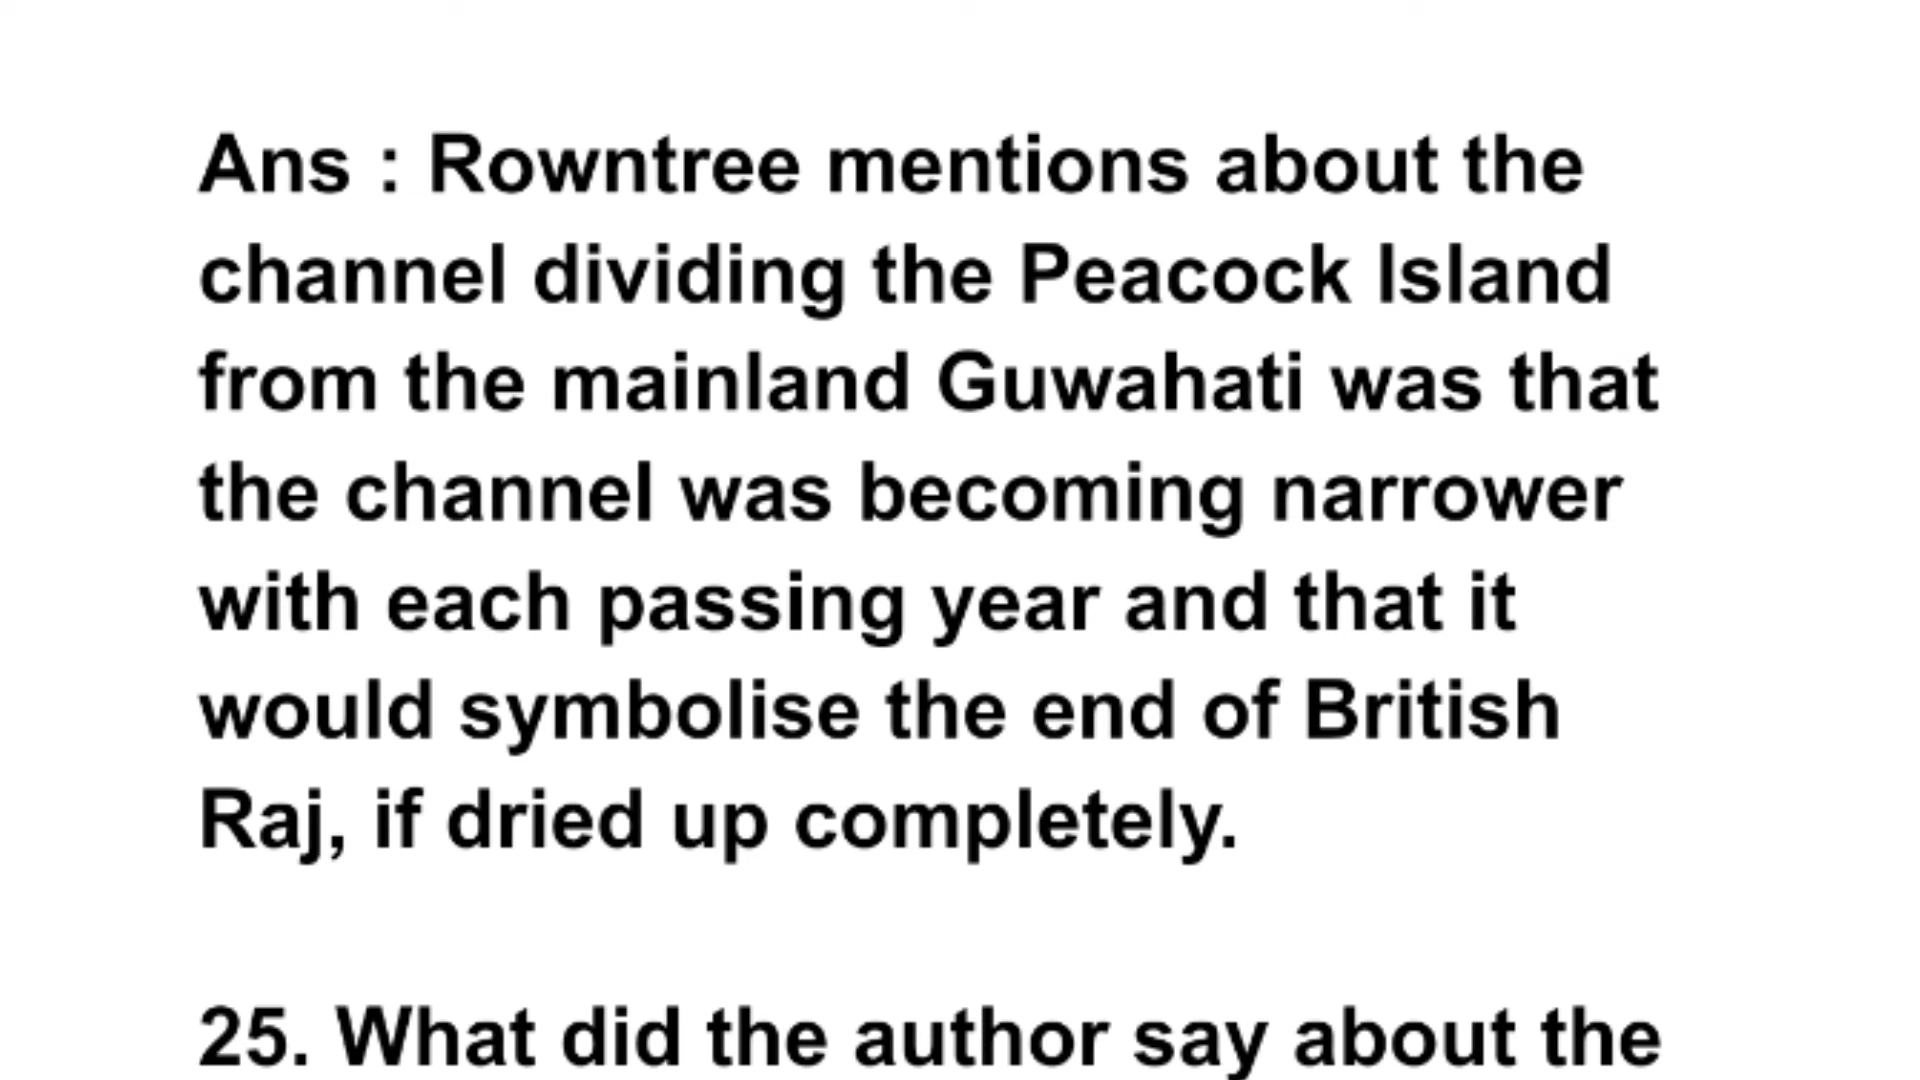 Ans : Rowntree mentions about the
channel dividing the Peacock Island
from the mainland Guwahati was that
the channel was becoming narrower
with each passing year and that it
would symbolise the end of British
Raj, if dried up completely.
25. What did the author say about the